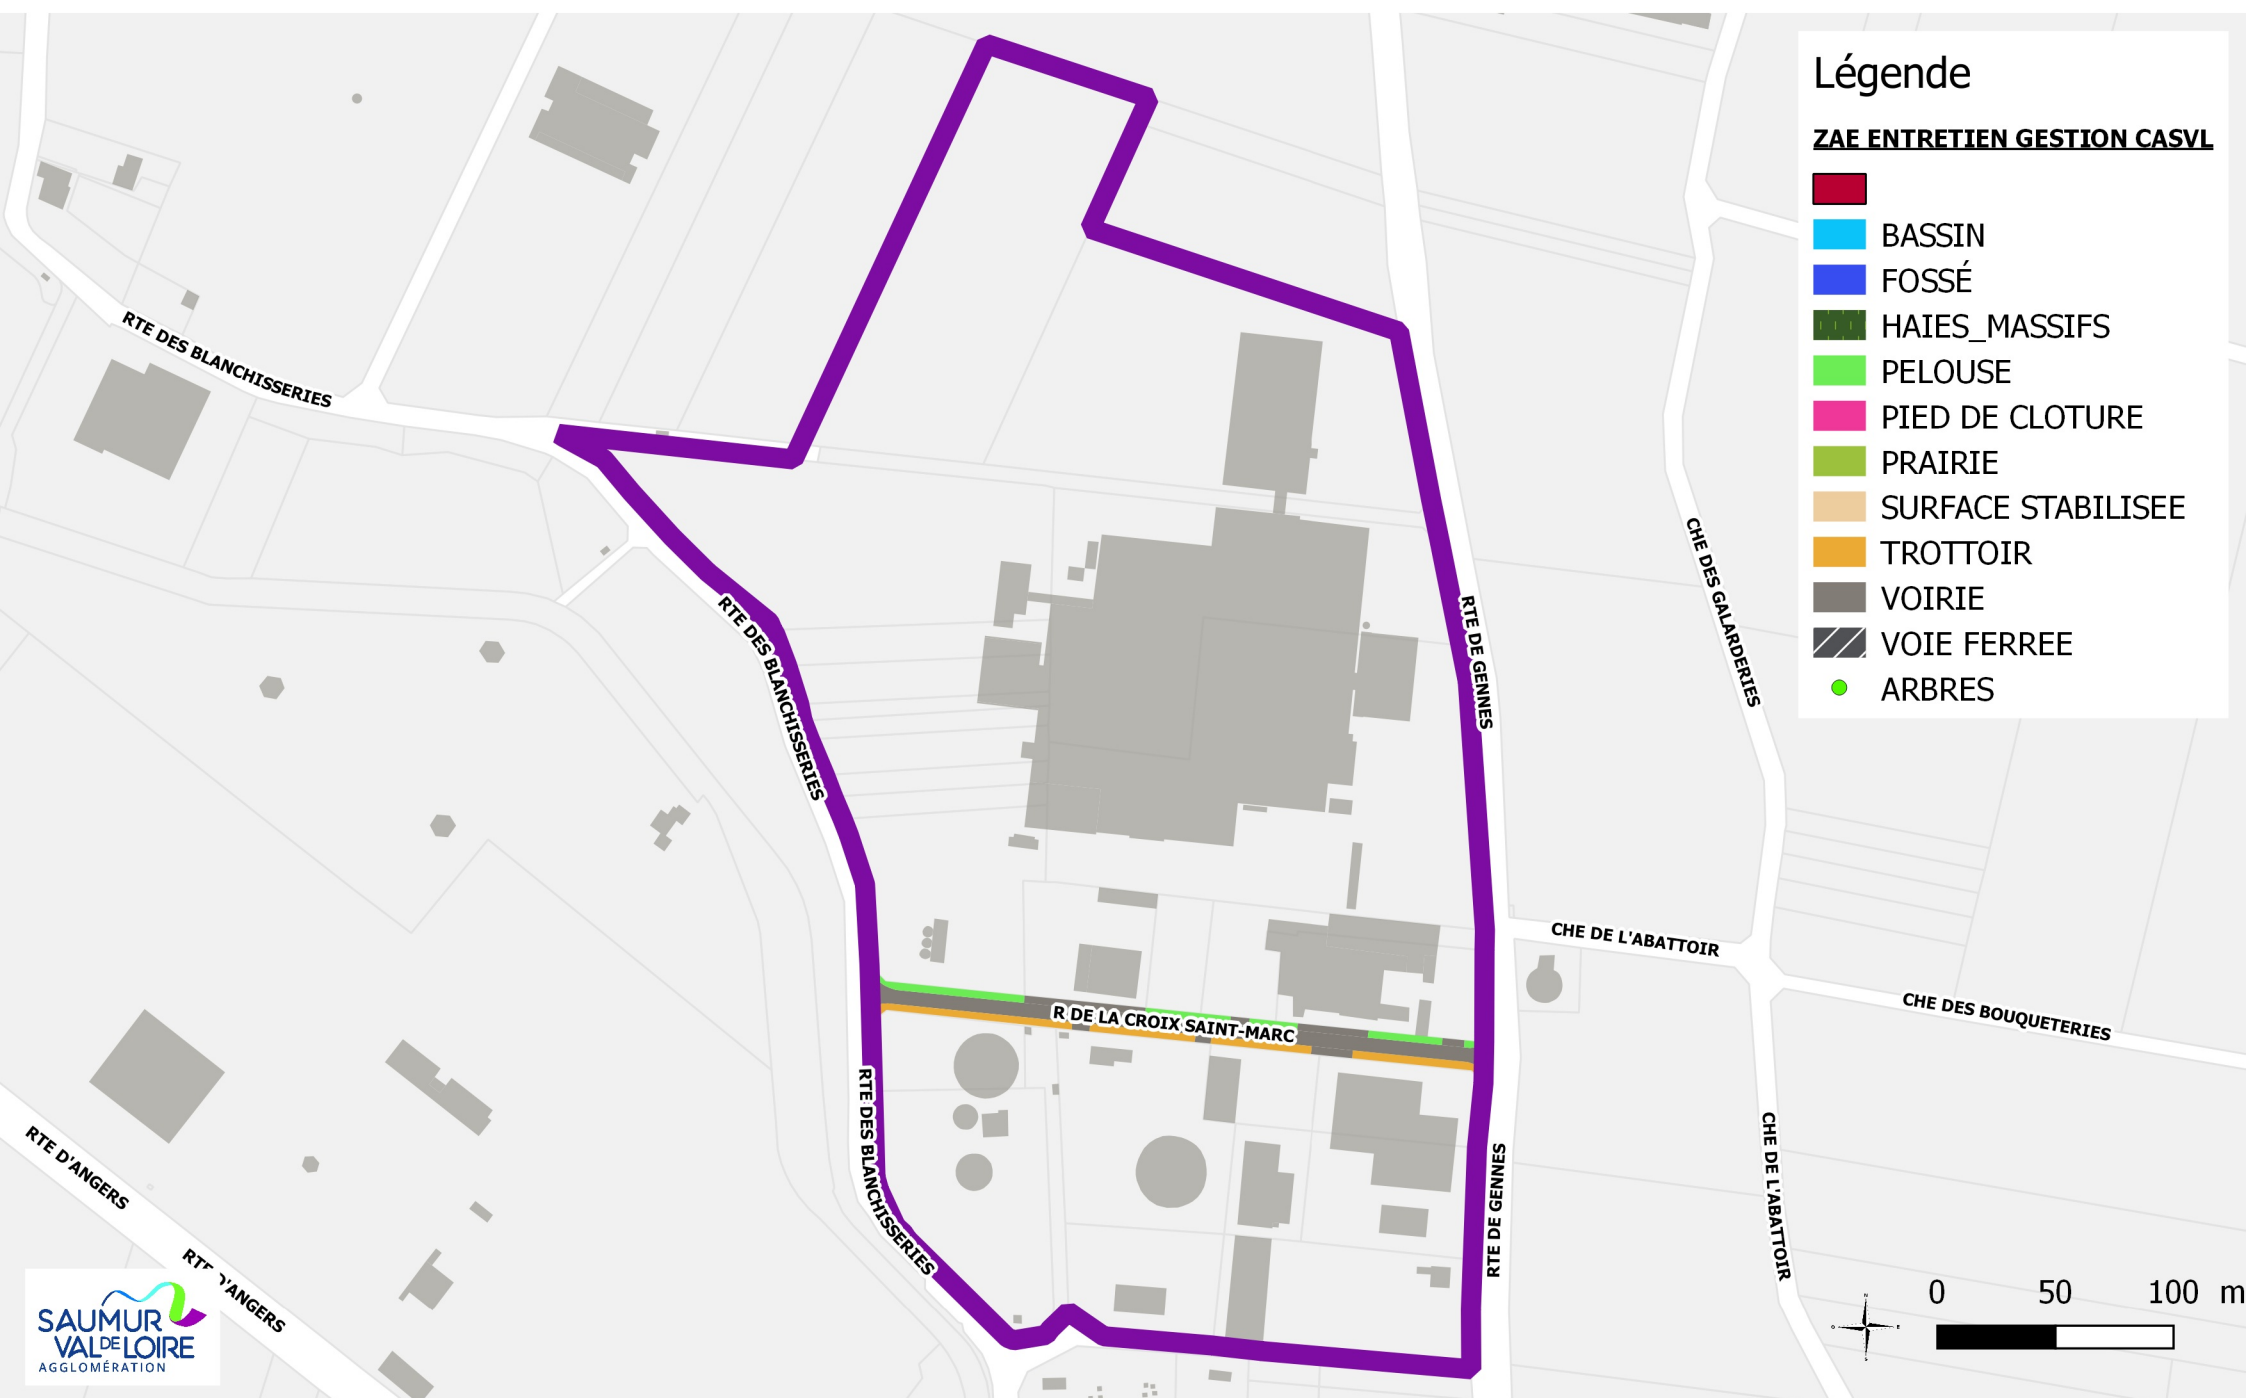 Légende
ZAE ENTRETIEN GESTION CASVL
BASSIN
FOSSÉ
HAIES_MASSIFS
PELOUSE
PIED DE CLOTURE
PRAIRIE
SURFACE STABILISEE
TROTTOIR
VOIRIE
VOIE FERREE
ARBRES
RTE DES BLANCHISSERIES
RTE DES BLANCHISSERIES
RTE DE GENNES
CHE DES GALARDERIES
CHE DE L'ABATTOIR
R DE LA CROIX SAINT-MARC
CHE DES BOUQUETERIES
RTE DES BLANCHISSERIES
RTE DE GENNES
CHE DE L'ABATTOIR
RTE D'ANGERS
RTE D'ANGERS
SAUMUR
VAL DE LOIRE
AGGLOMÉRATION
0 50 100 m